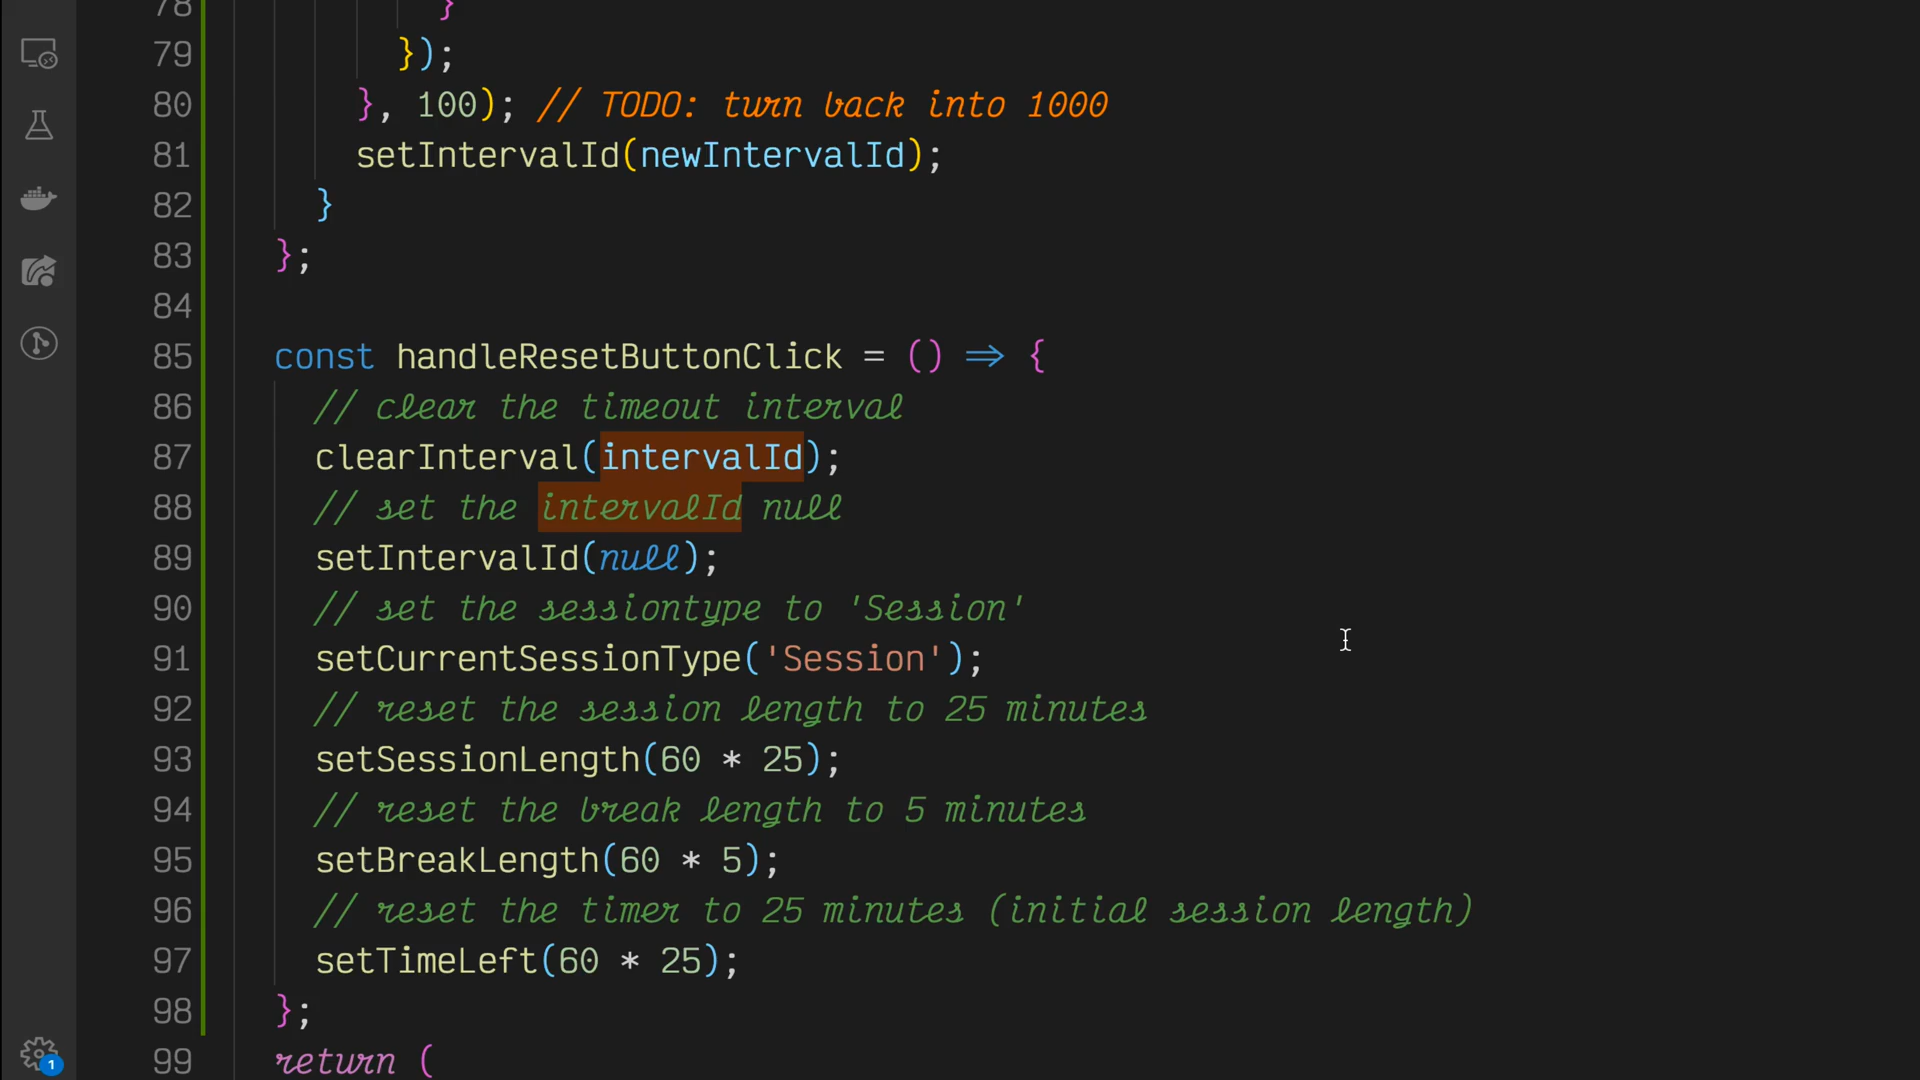 78 }
79 });
80 }, 100); // TODO: turn back into 1000
81 setIntervalId(newIntervalId);
82 }
83 };
84
85 const handleResetButtonClick = () => {
86 // clear the timeout interval
87 clearInterval(intervalId);
88 // set the intervalId null
89 setIntervalId(null);
90 // set the sessiontype to 'Session'
91 setCurrentSessionType('Session');
92 // reset the session length to 25 minutes
93 setSessionLength(60 * 25);
94 // reset the break length to 5 minutes
95 setBreakLength(60 * 5);
96 // reset the timer to 25 minutes (initial session length)
97 setTimeLeft(60 * 25);
98 };
99 return (
1